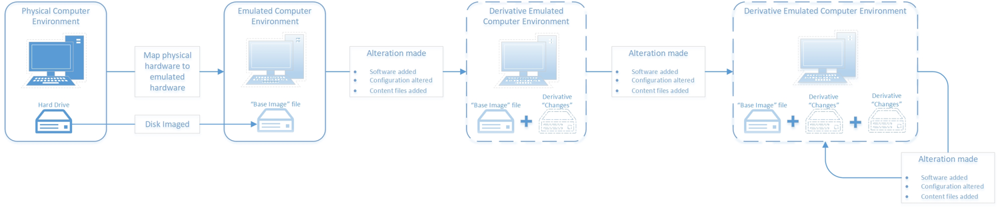 Physical Computer
Environment
Hard Drive
Map physical
hardware to
emulated
hardware
Disk Imaged
Emulated Computer
Environment
“Base Image” file
Alteration made
• Software added
• Configuration altered
• Content files added
Derivative Emulated
Computer Environment
“Base Image” file
Derivative
“Changes”
Alteration made
• Software added
• Configuration altered
• Content files added
Derivative Emulated Computer Environment
“Base Image” file
Derivative
“Changes”
Derivative
“Changes”
Alteration made
• Software added
• Configuration altered
• Content files added